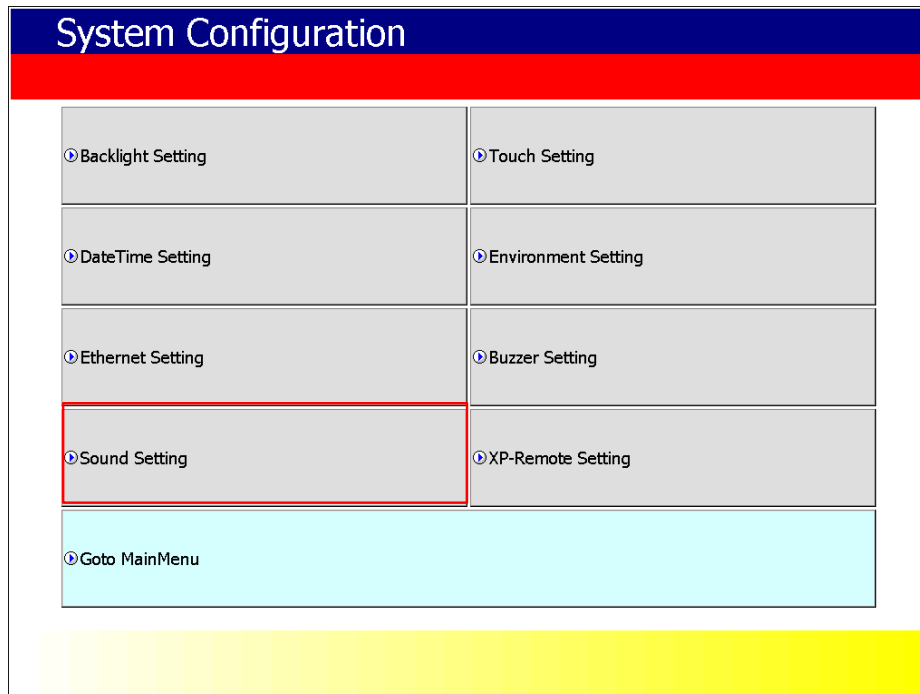 System Configuration
Backlight Setting
Touch Setting
DateTime Setting
Environment Setting
Ethernet Setting
Buzzer Setting
Sound Setting
XP-Remote Setting
Goto MainMenu